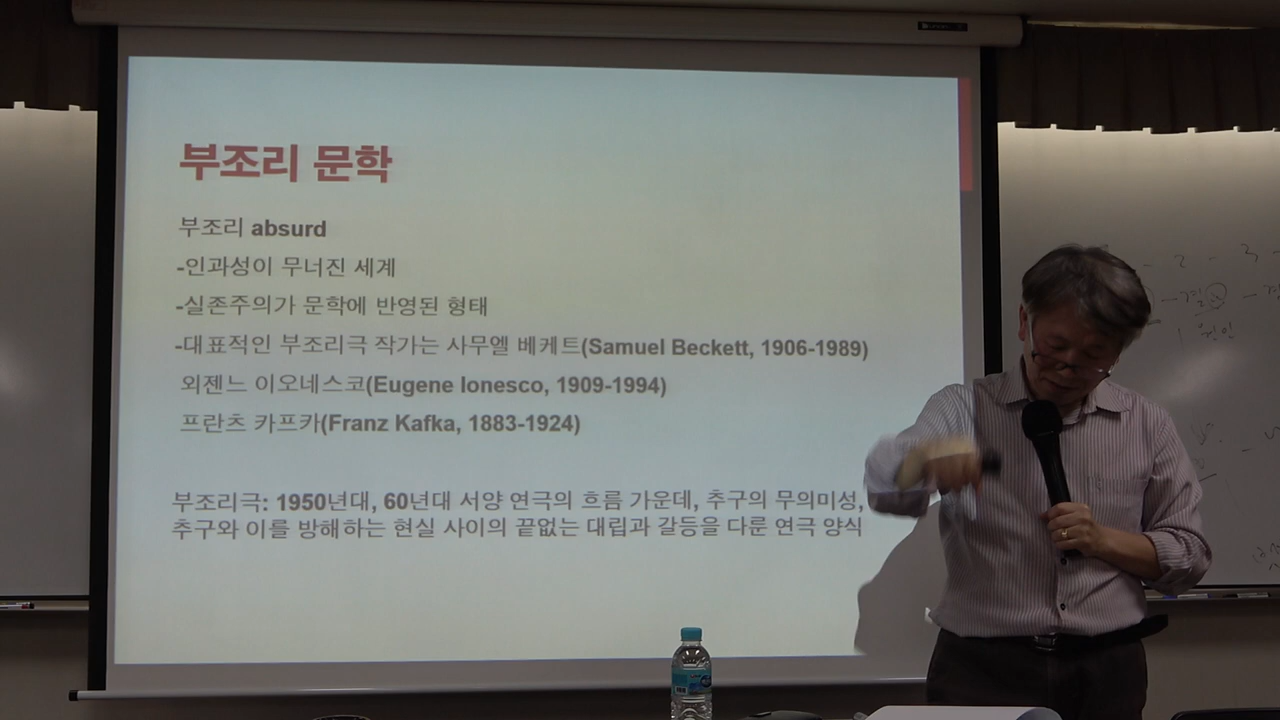 부조리 문학
부조리 absurd
-인과성이 무너진 세계
-실존주의가 문학에 반영된 형태
-대표적인 부조리극 작가는 사무엘 베케트(Samuel Beckett, 1906-1989)
외젠느 이오네스코(Eugene Ionesco, 1909-1994)
프란츠 카프카(Franz Kafka, 1883-1924)
부조리극: 1950년대, 60년대 서양 연극의 흐름 가운데, 추구의 무의미성,
추구와 이를 방해하는 현실 사이의 끝없는 대립과 갈등을 다룬 연극 양식
- 2 - 3
1 원인